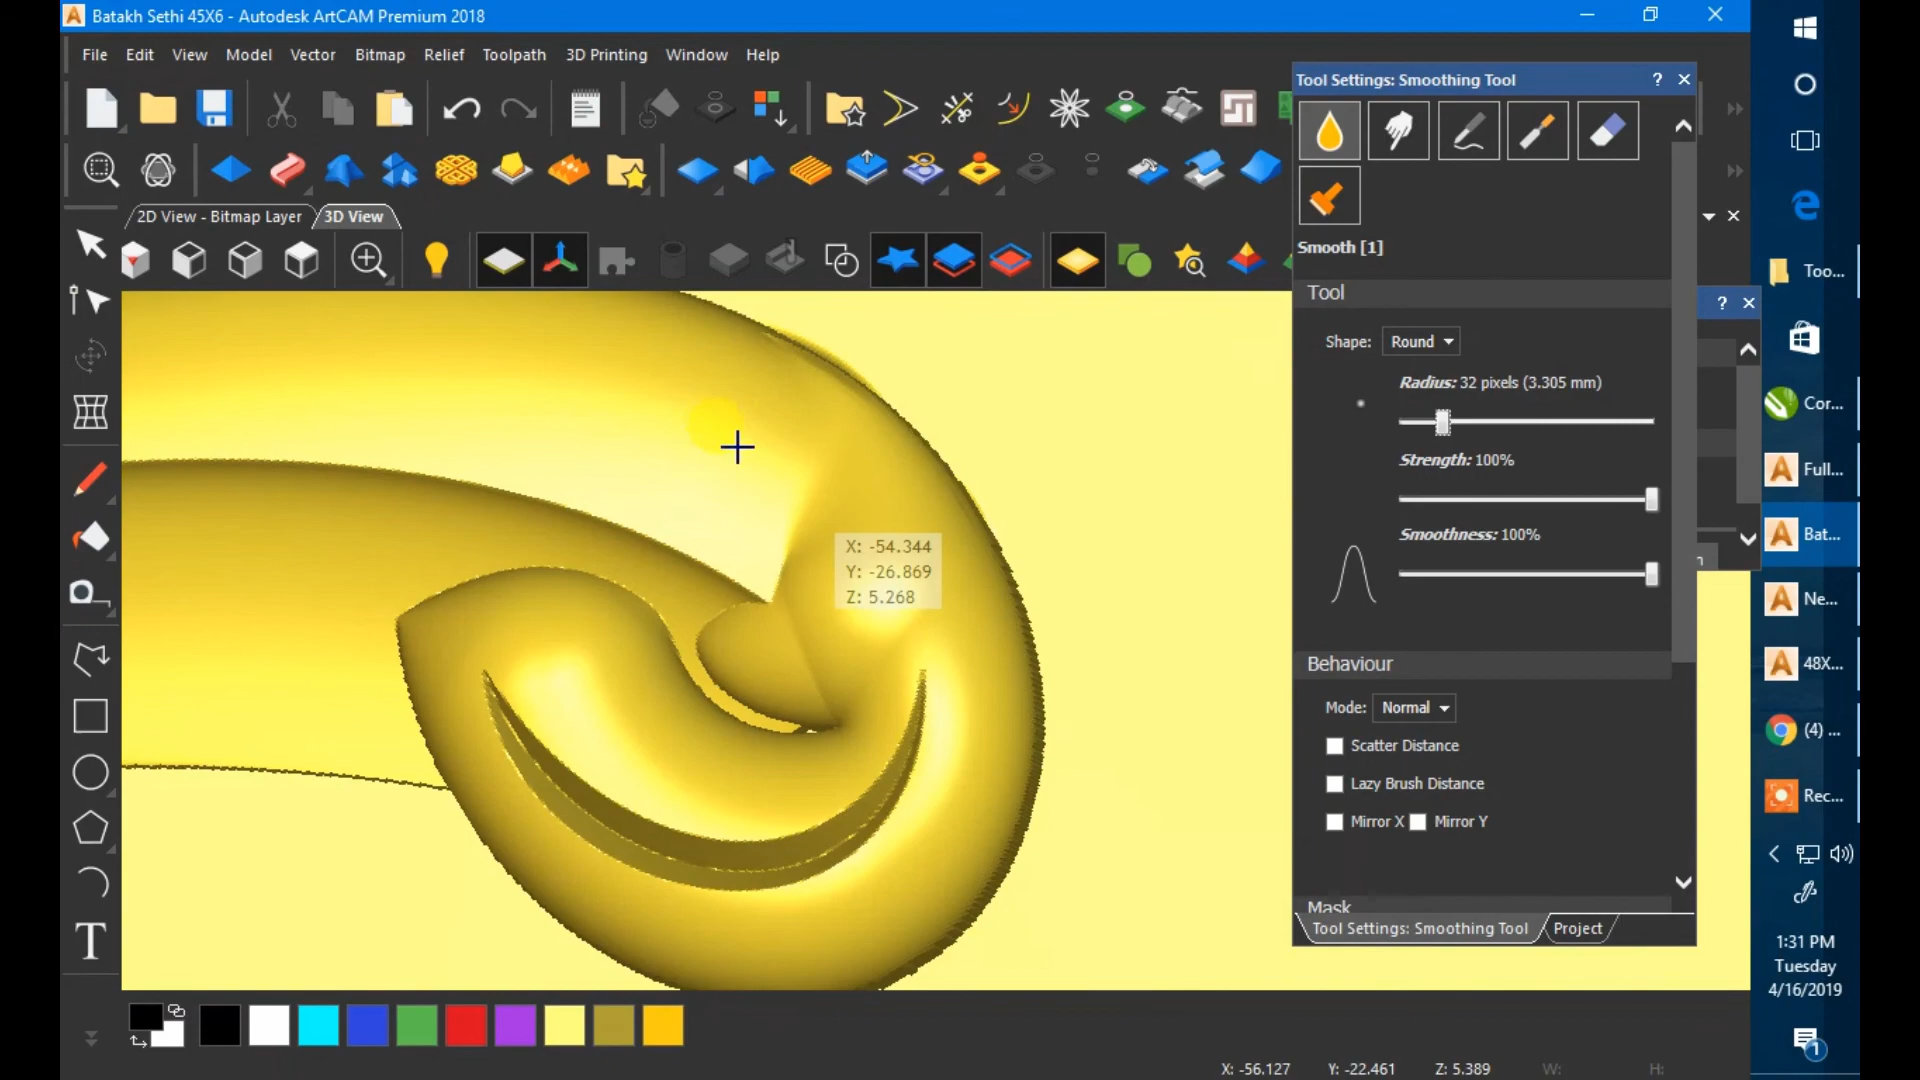 Batakh Sethi 45X6 - Autodesk ArtCAM Premium 2018
File Edit View Model Vector Bitmap Relief Toolpath 3D Printing Window Help
2D View - Bitmap Layer
3D View
X: -54.344
Y: -26.869
Z: 5.268
Tool Settings: Smoothing Tool
Smooth [1]
Tool
Shape: Round
Radius: 32 pixels (3.305 mm)
Strength: 100%
Smoothness: 100%
Behaviour
Mode: Normal
Scatter Distance
Lazy Brush Distance
Mirror X Mirror Y
Mask
Tool Settings: Smoothing Tool Project
X: -56.127 Y: -22.461 Z: 5.389 W: H:
Too...
Cor...
Full...
Bat...
Ne...
48X...
(4) ...
Rec...
1:31 PM
Tuesday
4/16/2019
1